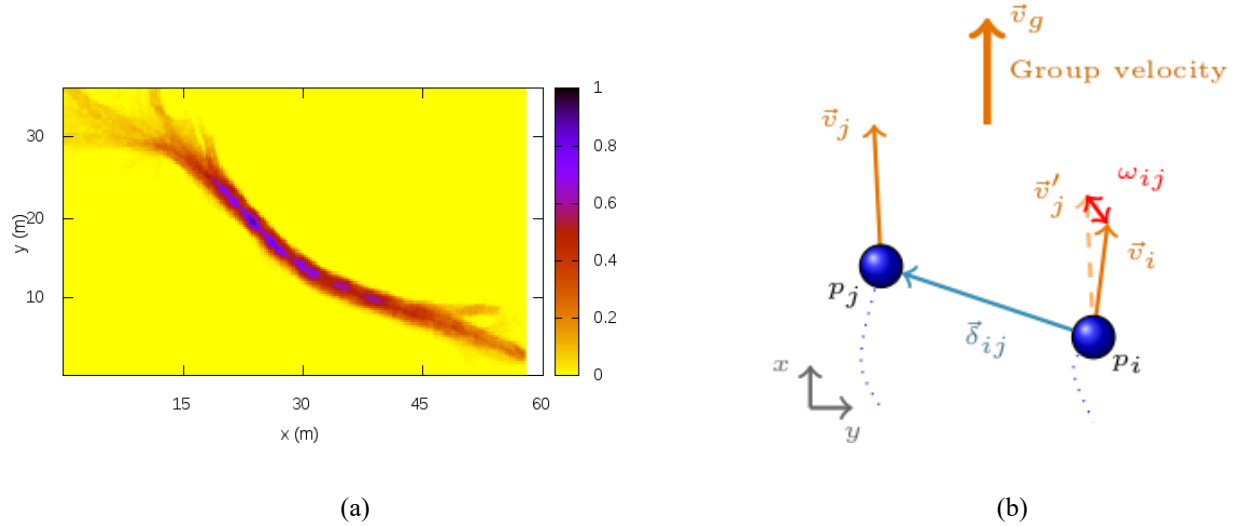 30
20
10
y (m)
15
30
45
60
x (m)
1
0.8
0.6
0.4
0.2
0
(a)
v⃗g
Group velocity
v⃗j
v⃗′j
ωij
v⃗i
pj
δ⃗ij
pi
x
y
(b)